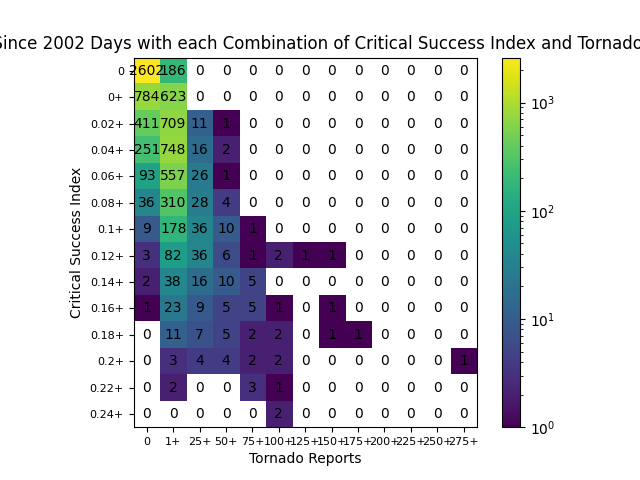 Since 2002 Days with each Combination of Critical Success Index and Tornado
Critical Success Index
0 2602 186 0 0 0 0 0 0 0 0 0 0 0
0+ 784 623 0 0 0 0 0 0 0 0 0 0 0
0.02+ 411 709 11 1 0 0 0 0 0 0 0 0 0
0.04+ 251 748 16 2 0 0 0 0 0 0 0 0 0
0.06+ 93 557 26 1 0 0 0 0 0 0 0 0 0
0.08+ 36 310 28 4 0 0 0 0 0 0 0 0 0
0.1+ 9 178 36 10 1 0 0 0 0 0 0 0 0
0.12+ 3 82 36 6 1 2 1 1 0 0 0 0 0
0.14+ 2 38 16 10 5 0 0 0 0 0 0 0 0
0.16+ 1 23 9 5 5 1 0 1 0 0 0 0 0
0.18+ 0 11 7 5 2 2 0 1 1 0 0 0 0
0.2+ 0 3 4 4 2 2 0 0 0 0 0 0 1
0.22+ 0 2 0 0 3 1 0 0 0 0 0 0 0
0.24+ 0 0 0 0 0 2 0 0 0 0 0 0 0
0 1+ 25+ 50+ 75+ 100+ 125+ 150+ 175+ 200+ 225+ 250+ 275+
Tornado Reports
10³
10²
10¹
10⁰